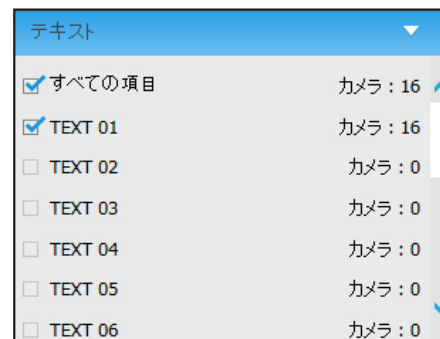 テキスト
すべての項目 カメラ : 16
TEXT 01 カメラ : 16
TEXT 02 カメラ : 0
TEXT 03 カメラ : 0
TEXT 04 カメラ : 0
TEXT 05 カメラ : 0
TEXT 06 カメラ : 0